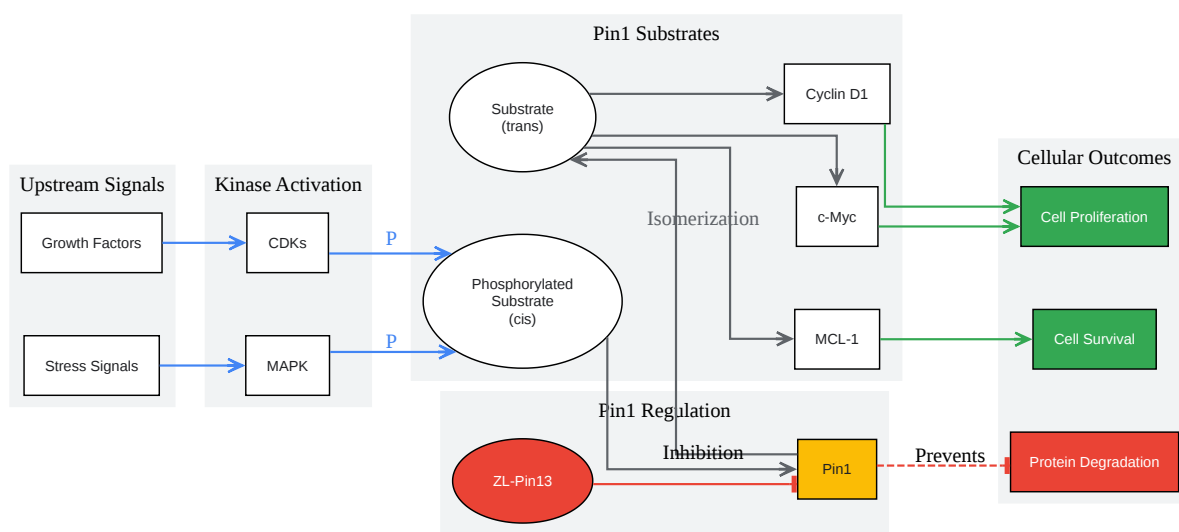 Pin1 Substrates
Substrate
(trans)
Cyclin D1
Upstream Signals
Kinase Activation
Cellular Outcomes
Isomerization
c-Myc
Cell Proliferation
Growth Factors
CDKs
P
Phosphorylated
Substrate
(cis)
Stress Signals
MAPK
P
MCL-1
Cell Survival
Pin1 Regulation
Inhibition
ZL-Pin13
Pin1
Prevents
Protein Degradation